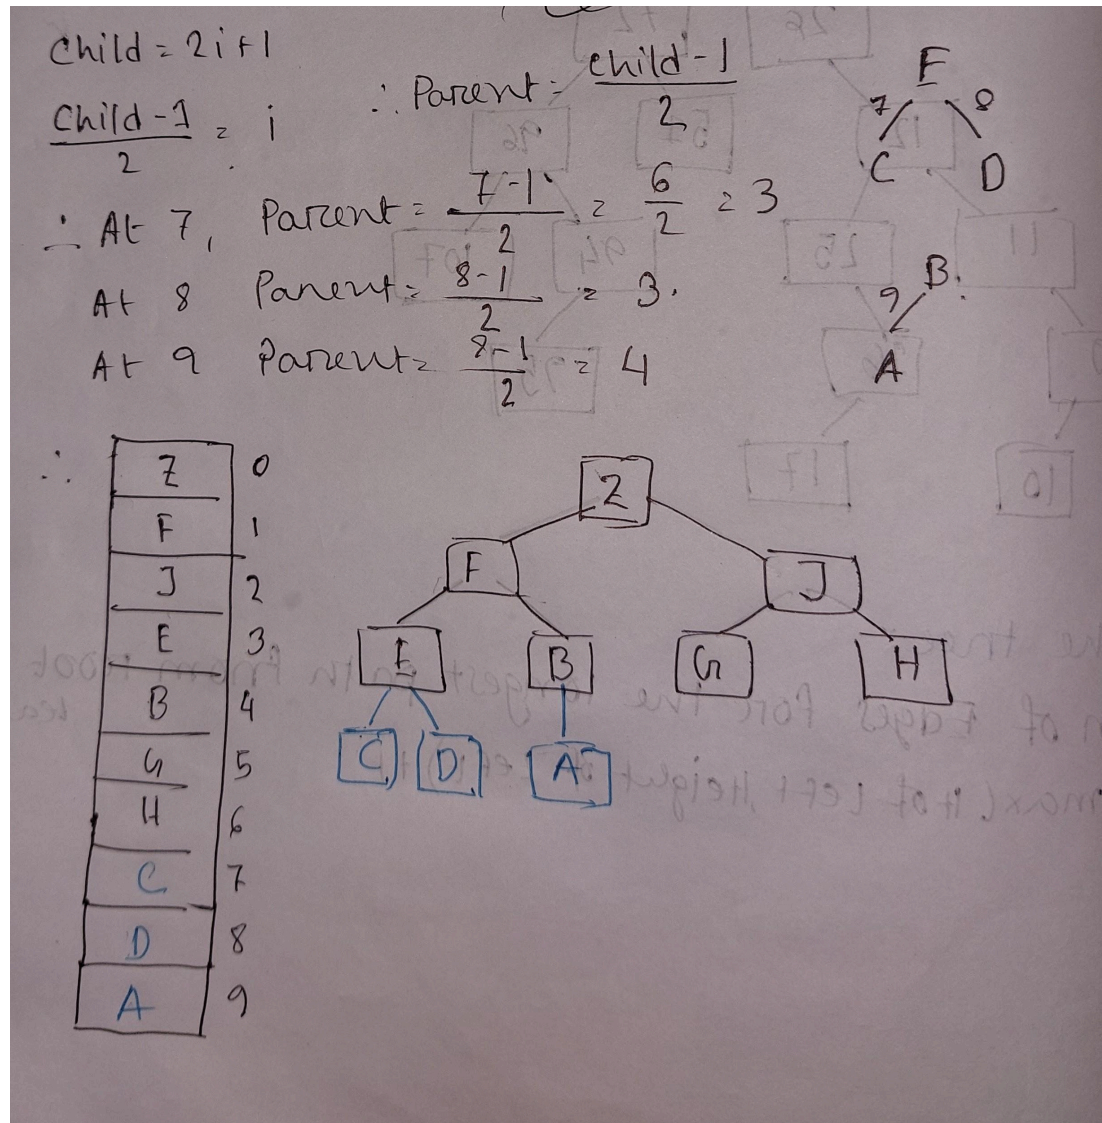 Child = 2i+1
Child-1 / 2 = i ∴ Parent = child-1 / 2
∴ At 7, Parent = 7-1 / 2 = 6 / 2 = 3
At 8 Parent = 8-1 / 2 = 3.
At 9 Parent = 8-1 / 2 = 4
E
7 8
C D
B
9
A
∴ Z 0
F 1
J 2
E 3
B 4
G 5
H 6
C 7
D 8
A 9
Z
F J
E B G H
C D A